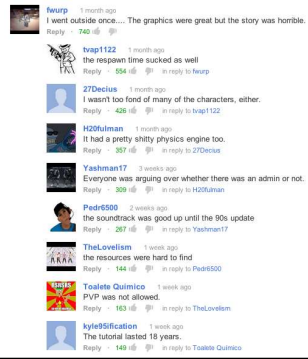 fwurp 1 month ago
I went outside once.... The graphics were great but the story was horrible.
Reply · 740
tvap1122 1 month ago
the respawn time sucked as well
Reply · 554 in reply to fwurp
27Decius 1 month ago
I wasn't too fond of many of the characters, either.
Reply · 426 in reply to tvap1122
H20fulman 1 month ago
It had a pretty shitty physics engine too.
Reply · 357 in reply to 27Decius
Yashman17 3 weeks ago
Everyone was arguing over whether there was an admin or not.
Reply · 309 in reply to H20fulman
Pedr6500 2 weeks ago
the soundtrack was good up until the 90s update
Reply · 267 in reply to Yashman17
TheLovelism 1 week ago
the resources were hard to find
Reply · 144 in reply to Pedr6500
Toalete Quimico 1 week ago
PVP was not allowed.
Reply · 163 in reply to TheLovelism
kyle95ification 1 week ago
The tutorial lasted 18 years.
Reply · 149 in reply to Toalete Quimico